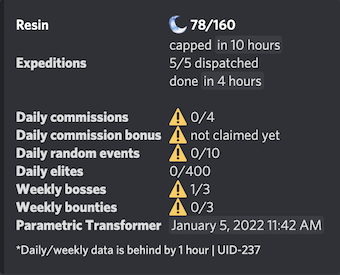 Resin 78/160
capped in 10 hours
Expeditions 5/5 dispatched
done in 4 hours
Daily commissions ⚠️ 0/4
Daily commission bonus ⚠️ not claimed yet
Daily random events ⚠️ 0/10
Daily elites 0/400
Weekly bosses ⚠️ 1/3
Weekly bounties ⚠️ 0/3
Parametric Transformer January 5, 2022 11:42 AM
*Daily/weekly data is behind by 1 hour | UID-237